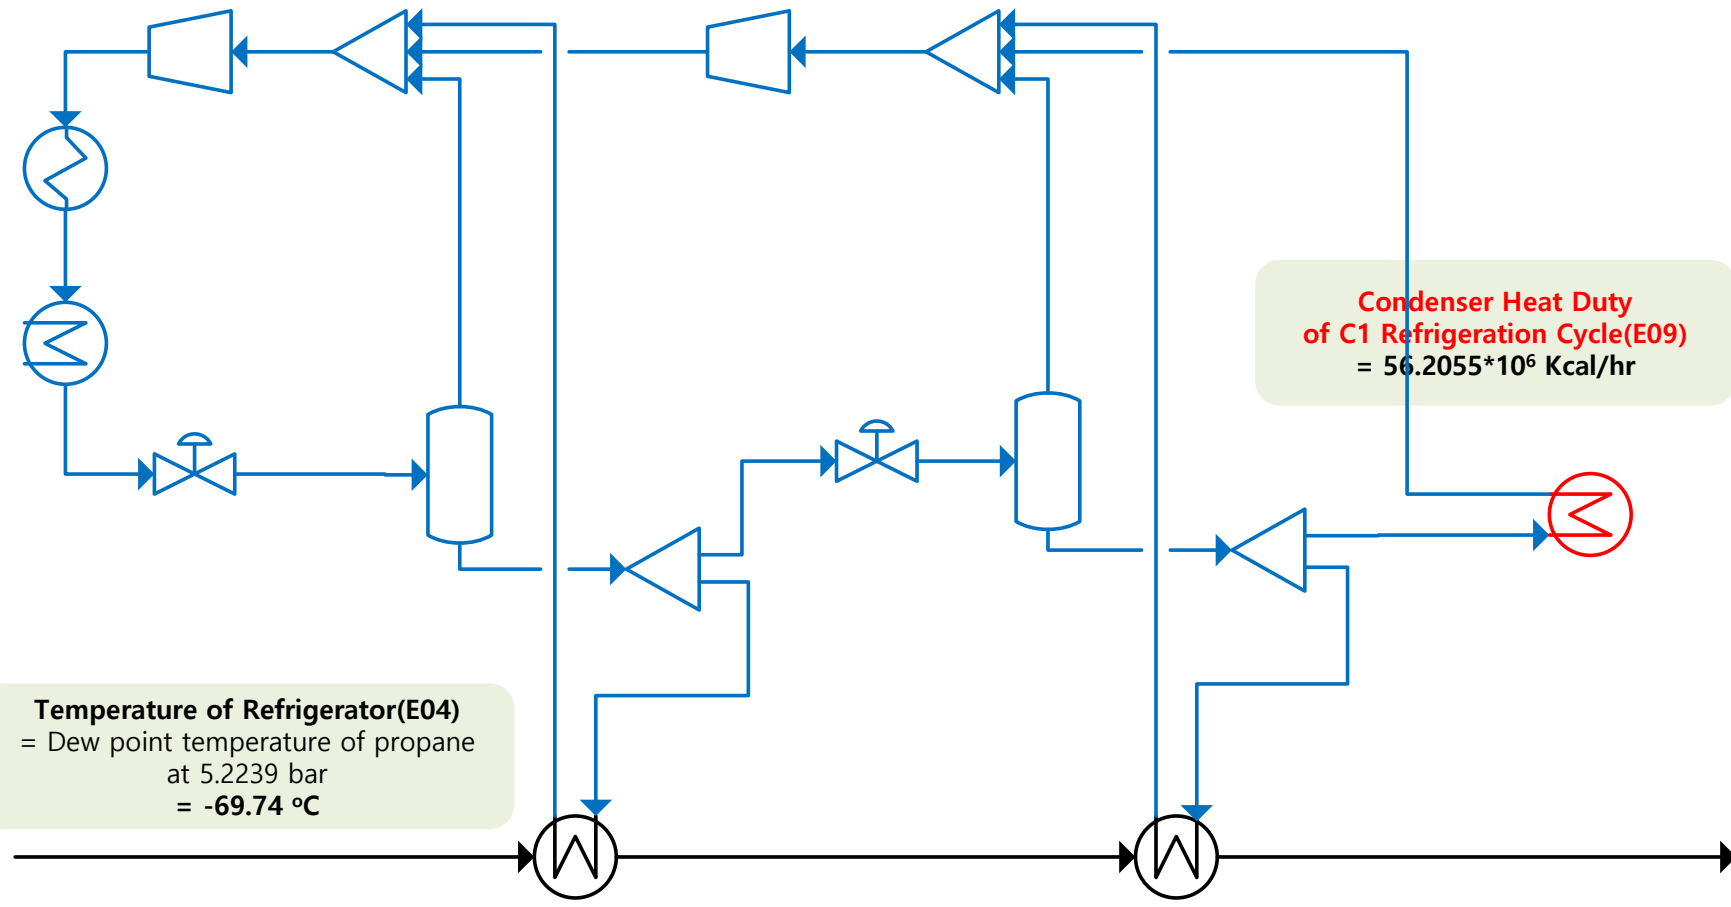 Condenser Heat Duty
of C1 Refrigeration Cycle(E09)
= 56.2055*10⁶ Kcal/hr
Temperature of Refrigerator(E04)
= Dew point temperature of propane
at 5.2239 bar
= -69.74 ºC